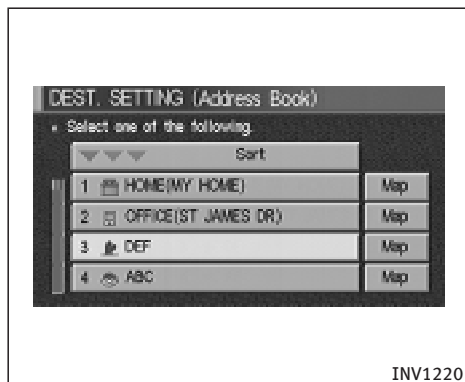 DEST. SETTING (Address Book)
Select one of the following.
Sort
1 HOME(MY HOME) Map
2 OFFICE(ST JAMES DR) Map
3 DEF Map
4 ABC Map
INV1220